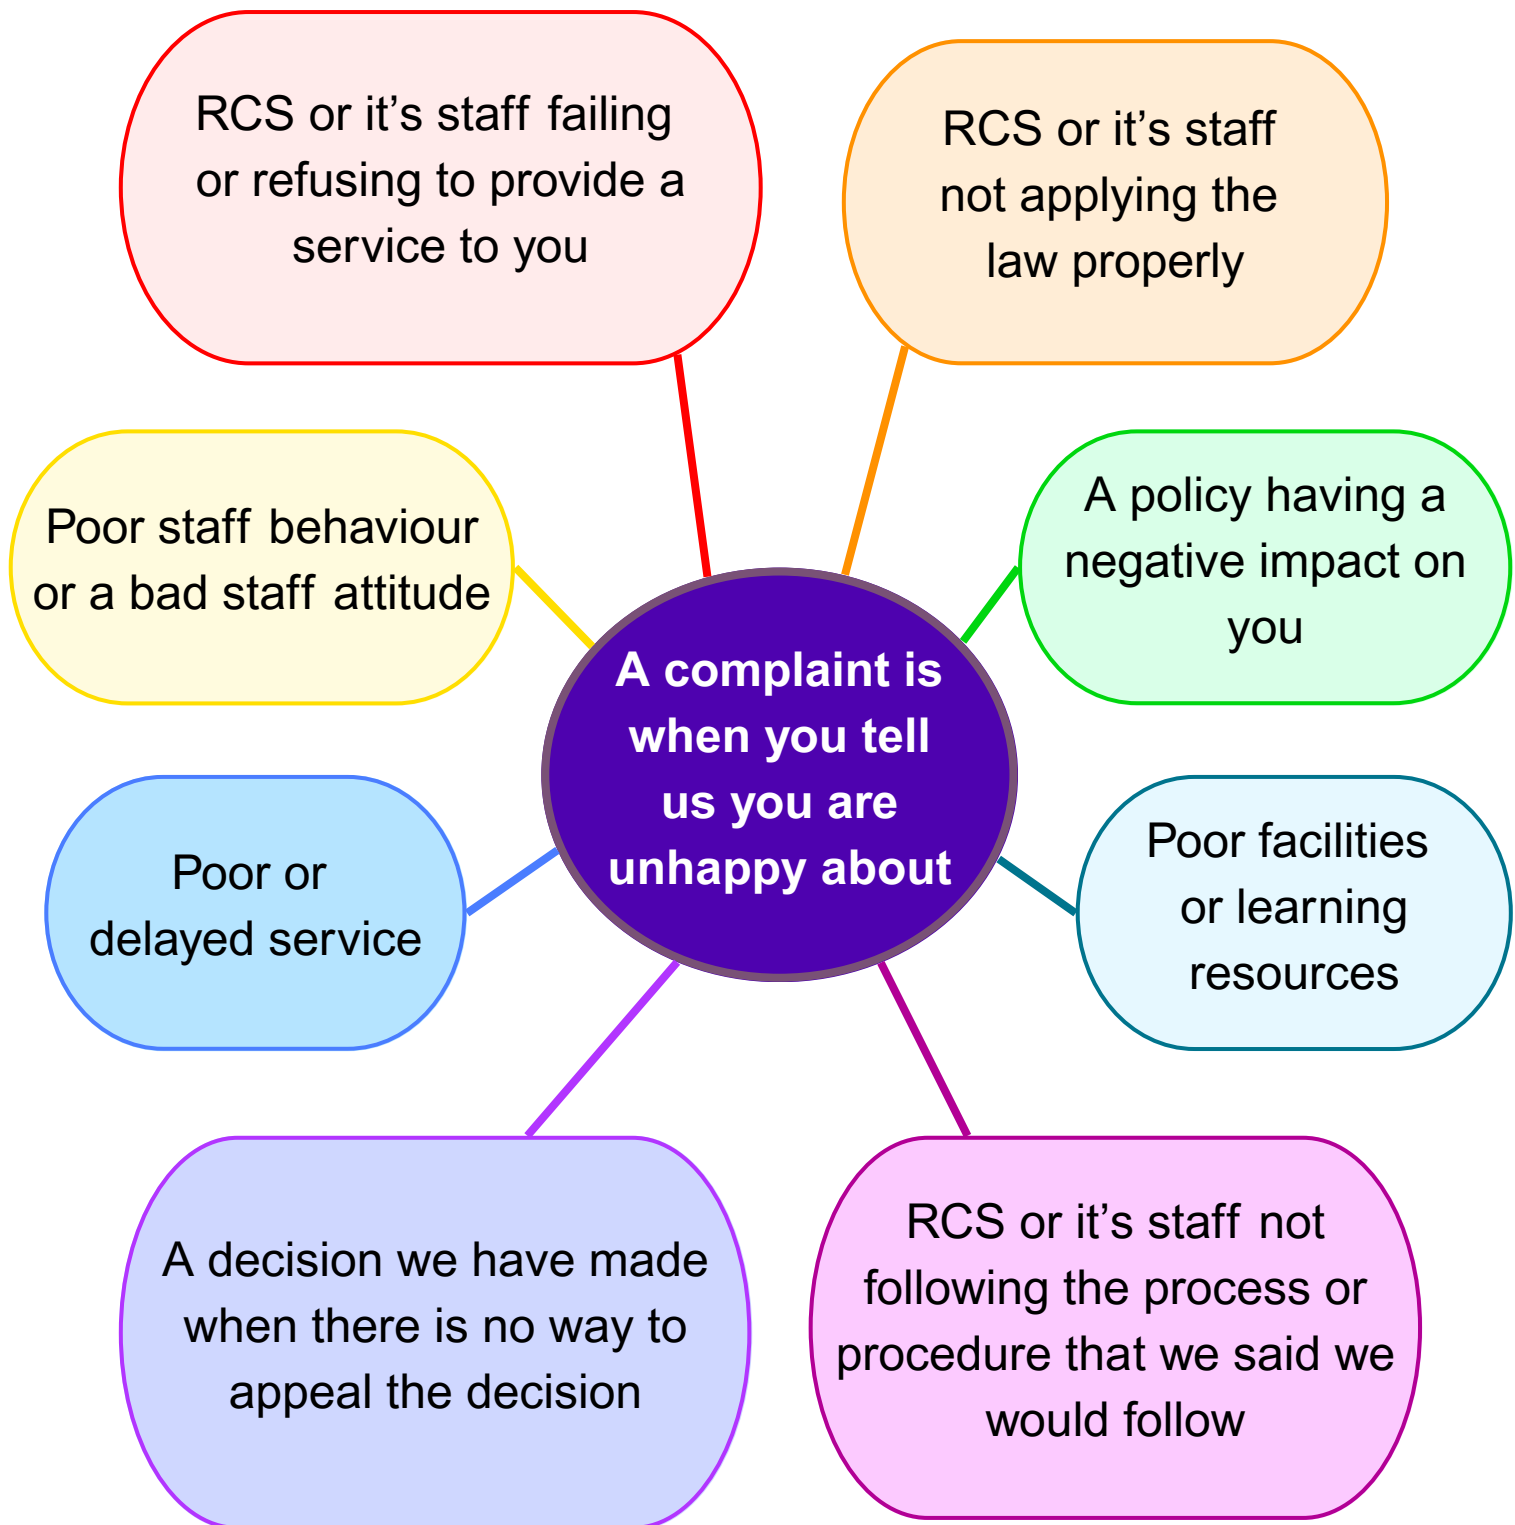 RCS or it's staff failing
or refusing to provide a
service to you
RCS or it's staff
not applying the
law properly
Poor staff behaviour
or a bad staff attitude
A policy having a
negative impact on
you
A complaint is
when you tell
us you are
unhappy about
Poor or
delayed service
Poor facilities
or learning
resources
A decision we have made
when there is no way to
appeal the decision
RCS or it's staff not
following the process or
procedure that we said we
would follow